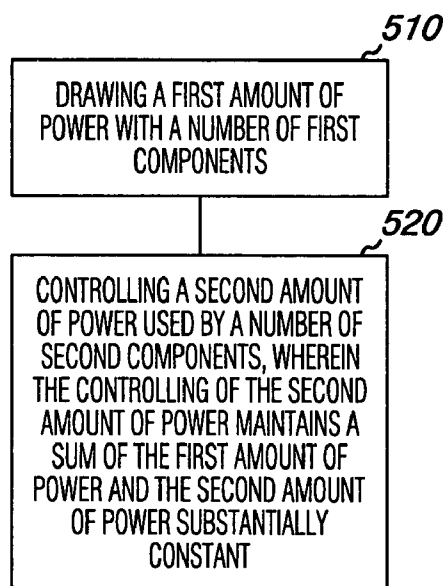 510
DRAWING A FIRST AMOUNT OF
POWER WITH A NUMBER OF FIRST
COMPONENTS
520
CONTROLLING A SECOND AMOUNT
OF POWER USED BY A NUMBER OF
SECOND COMPONENTS, WHEREIN
THE CONTROLLING OF THE SECOND
AMOUNT OF POWER MAINTAINS A
SUM OF THE FIRST AMOUNT OF
POWER AND THE SECOND AMOUNT
OF POWER SUBSTANTIALLY
CONSTANT